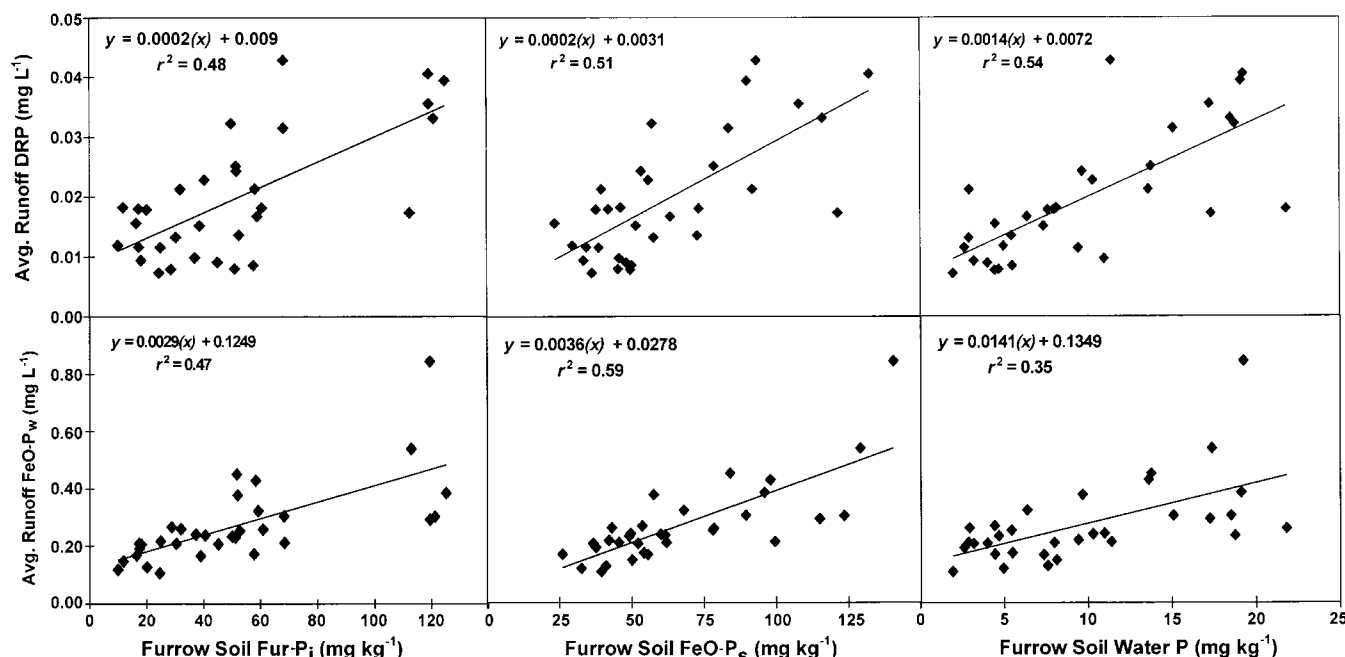 0.05
0.04
0.03
0.02
0.01
0.00
Avg. Runoff DRP (mg L-1)
y = 0.0002(x) + 0.009
r2 = 0.48
y = 0.0002(x) + 0.0031
r2 = 0.51
y = 0.0014(x) + 0.0072
r2 = 0.54
0.80
0.60
0.40
0.20
0.00
Avg. Runoff FeO-Pw (mg L-1)
y = 0.0029(x) + 0.1249
r2 = 0.47
y = 0.0036(x) + 0.0278
r2 = 0.59
y = 0.0141(x) + 0.1349
r2 = 0.35
0 20 40 60 80 100 120
25 50 75 100 125
0 5 10 15 20 25
Furrow Soil Fur-Pi (mg kg-1)
Furrow Soil FeO-Ps (mg kg-1)
Furrow Soil Water P (mg kg-1)